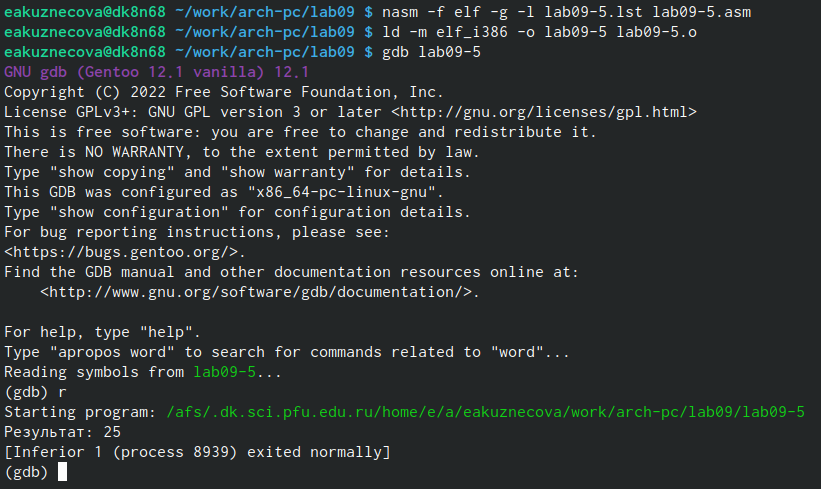 eakuznecova@dk8n68 ~/work/arch-pc/lab09 $ nasm -f elf -g -l lab09-5.lst lab09-5.asm
eakuznecova@dk8n68 ~/work/arch-pc/lab09 $ ld -m elf_i386 -o lab09-5 lab09-5.o
eakuznecova@dk8n68 ~/work/arch-pc/lab09 $ gdb lab09-5
GNU gdb (Gentoo 12.1 vanilla) 12.1
Copyright (C) 2022 Free Software Foundation, Inc.
License GPLv3+: GNU GPL version 3 or later <http://gnu.org/licenses/gpl.html>
This is free software: you are free to change and redistribute it.
There is NO WARRANTY, to the extent permitted by law.
Type "show copying" and "show warranty" for details.
This GDB was configured as "x86_64-pc-linux-gnu".
Type "show configuration" for configuration details.
For bug reporting instructions, please see:
<https://bugs.gentoo.org/>.
Find the GDB manual and other documentation resources online at:
    <http://www.gnu.org/software/gdb/documentation/>.

For help, type "help".
Type "apropos word" to search for commands related to "word"...
Reading symbols from lab09-5...
(gdb) r
Starting program: /afs/.dk.sci.pfu.edu.ru/home/e/a/eakuznecova/work/arch-pc/lab09/lab09-5
Результат: 25
[Inferior 1 (process 8939) exited normally]
(gdb)